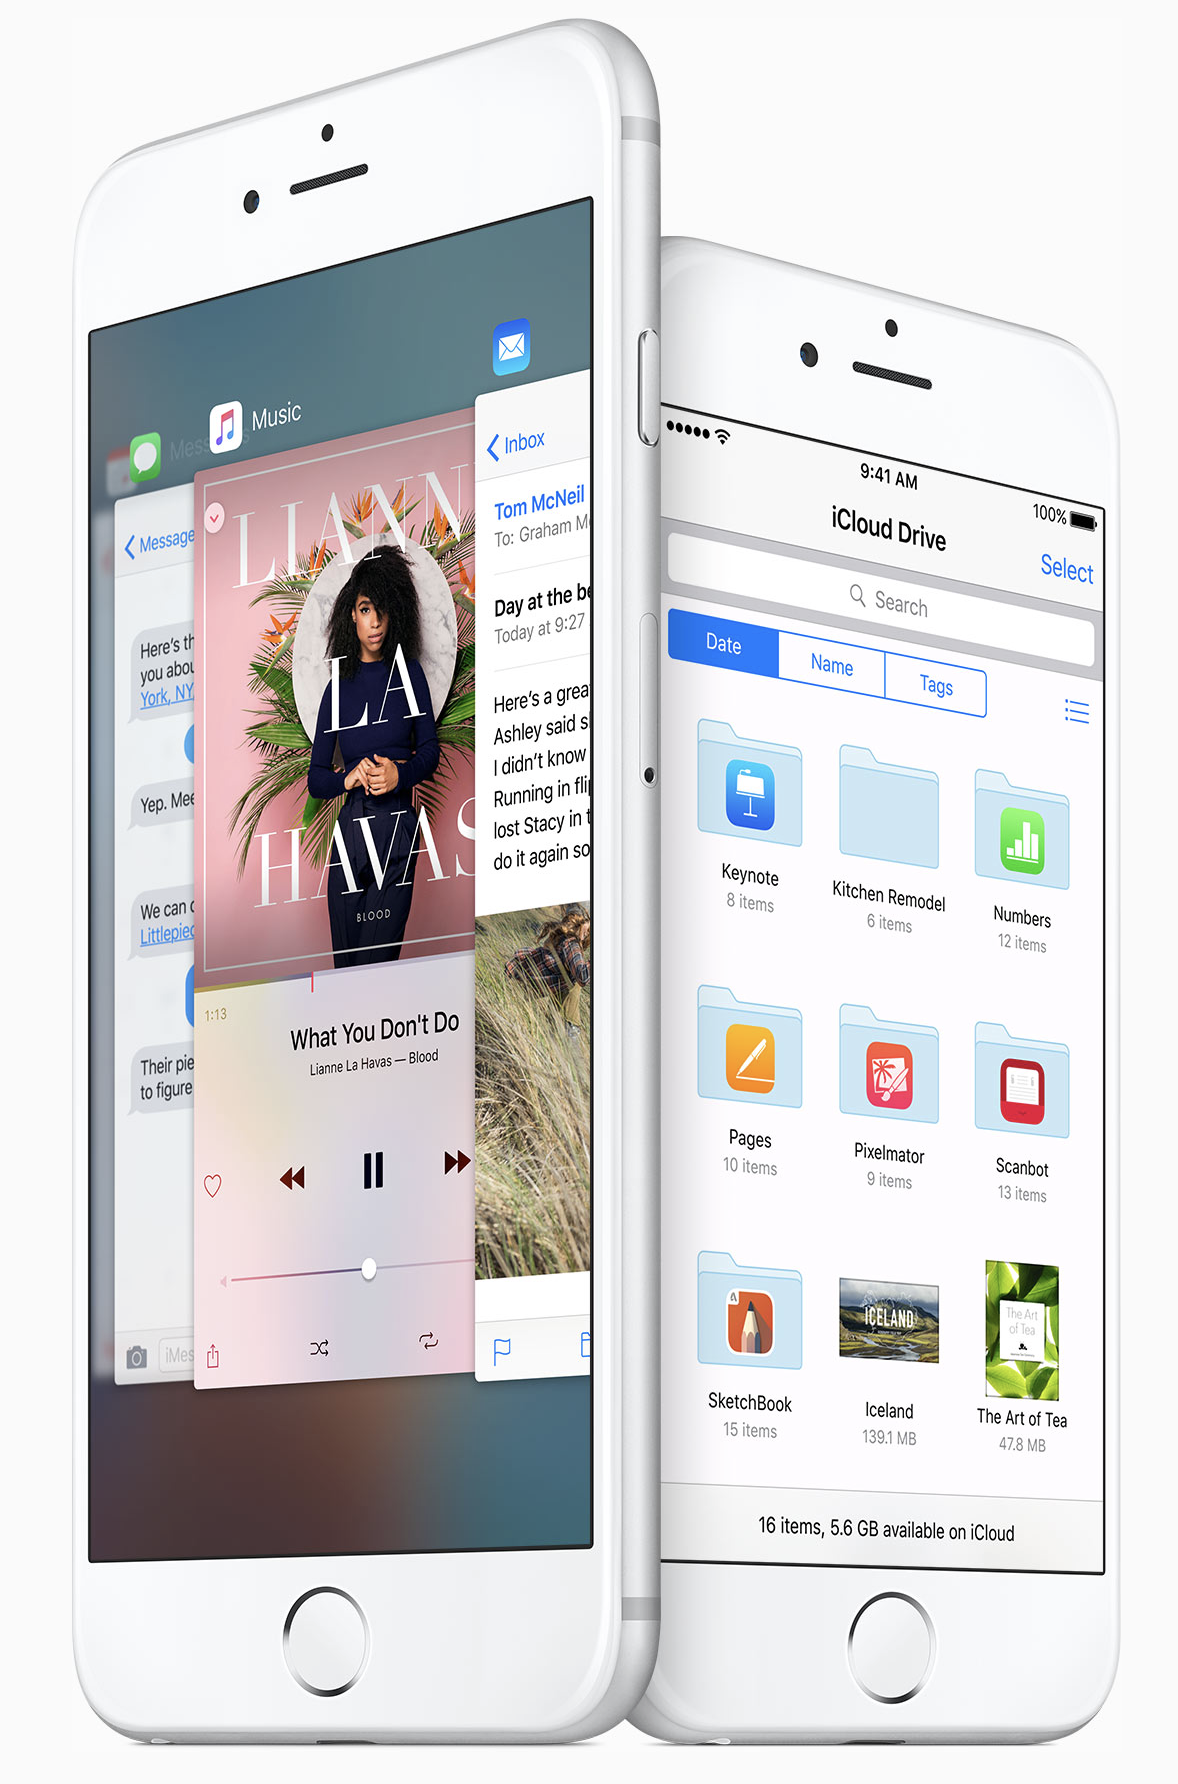 Messages
Music
Message
Here's th
you abou
York, NY
Yep. Mee
We can c
Littlepied
Their pie
to figure
iMes
LIANN
LA
HAVAS
BLOOD
1:13
What You Don't Do
Lianne La Havas — Blood
Inbox
Tom McNeil
To: Graham Mc
Day at the be
Today at 9:27
Here's a grea
Ashley said s
I didn't know
Running in flip
lost Stacy in t
do it again so
9:41 AM
100%
iCloud Drive
Select
Search
Date Name Tags
Keynote
8 items
Kitchen Remodel
6 items
Numbers
12 items
Pages
10 items
Pixelmator
9 items
Scanbot
13 items
SketchBook
15 items
ICELAND
Iceland
139.1 MB
The Art
of Tea
The Art of Tea
47.8 MB
16 items, 5.6 GB available on iCloud